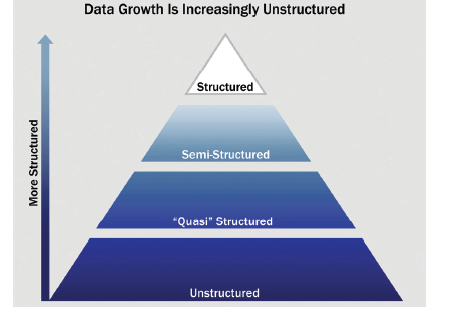 Data Growth Is Increasingly Unstructured
Structured
Semi-Structured
"Quasi" Structured
Unstructured
More Structured